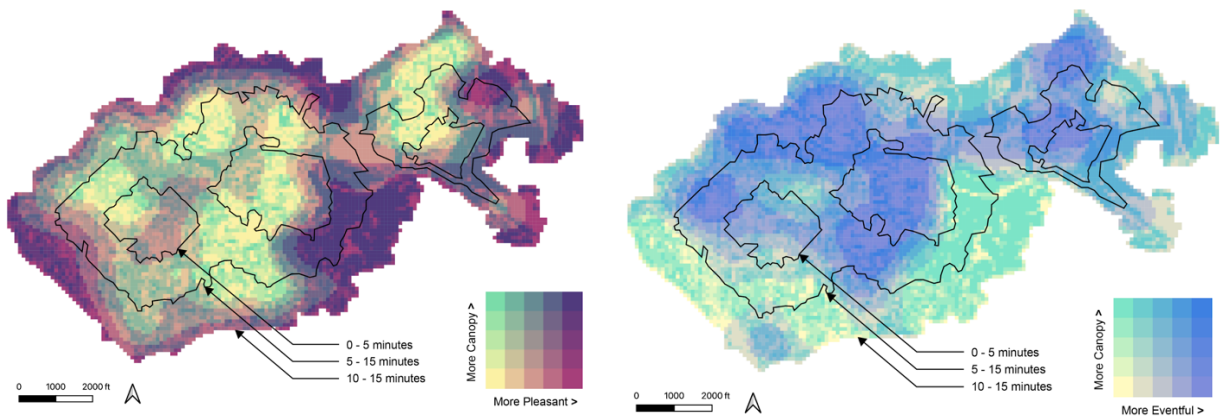 More Canopy >
0 - 5 minutes
5 - 15 minutes
10 - 15 minutes
0 1000 2000 ft
More Pleasant >
More Canopy >
0 - 5 minutes
5 - 15 minutes
10 - 15 minutes
0 1000 2000 ft
More Eventful >